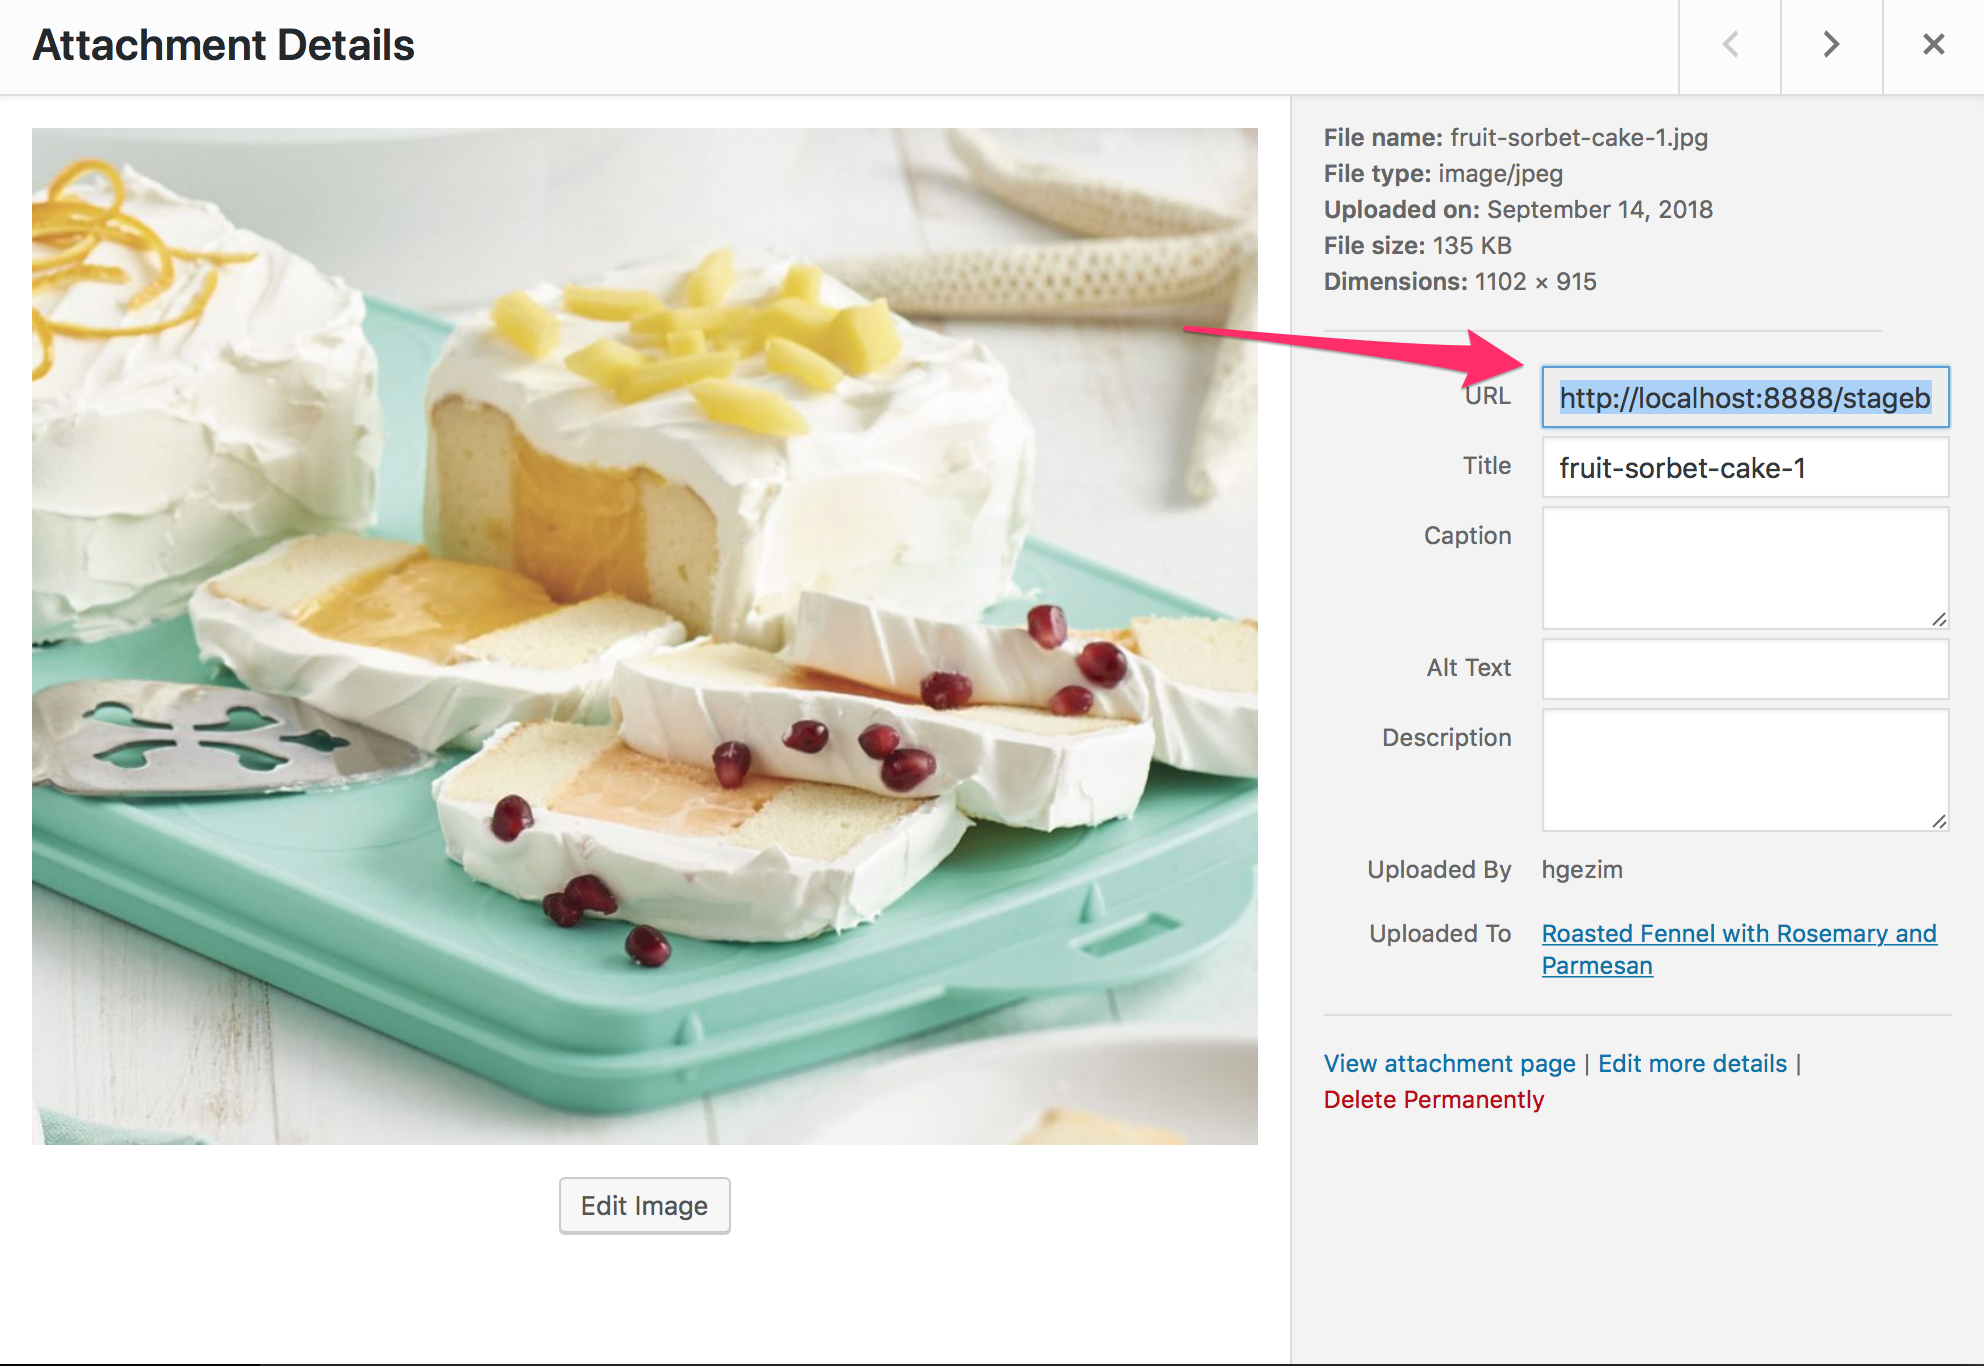 Attachment Details
File name: fruit-sorbet-cake-1.jpg
File type: image/jpeg
Uploaded on: September 14, 2018
File size: 135 KB
Dimensions: 1102 × 915
URL http://localhost:8888/stageb
Title fruit-sorbet-cake-1
Caption
Alt Text
Description
Uploaded By hgezim
Uploaded To Roasted Fennel with Rosemary and
Parmesan
View attachment page | Edit more details |
Delete Permanently
Edit Image